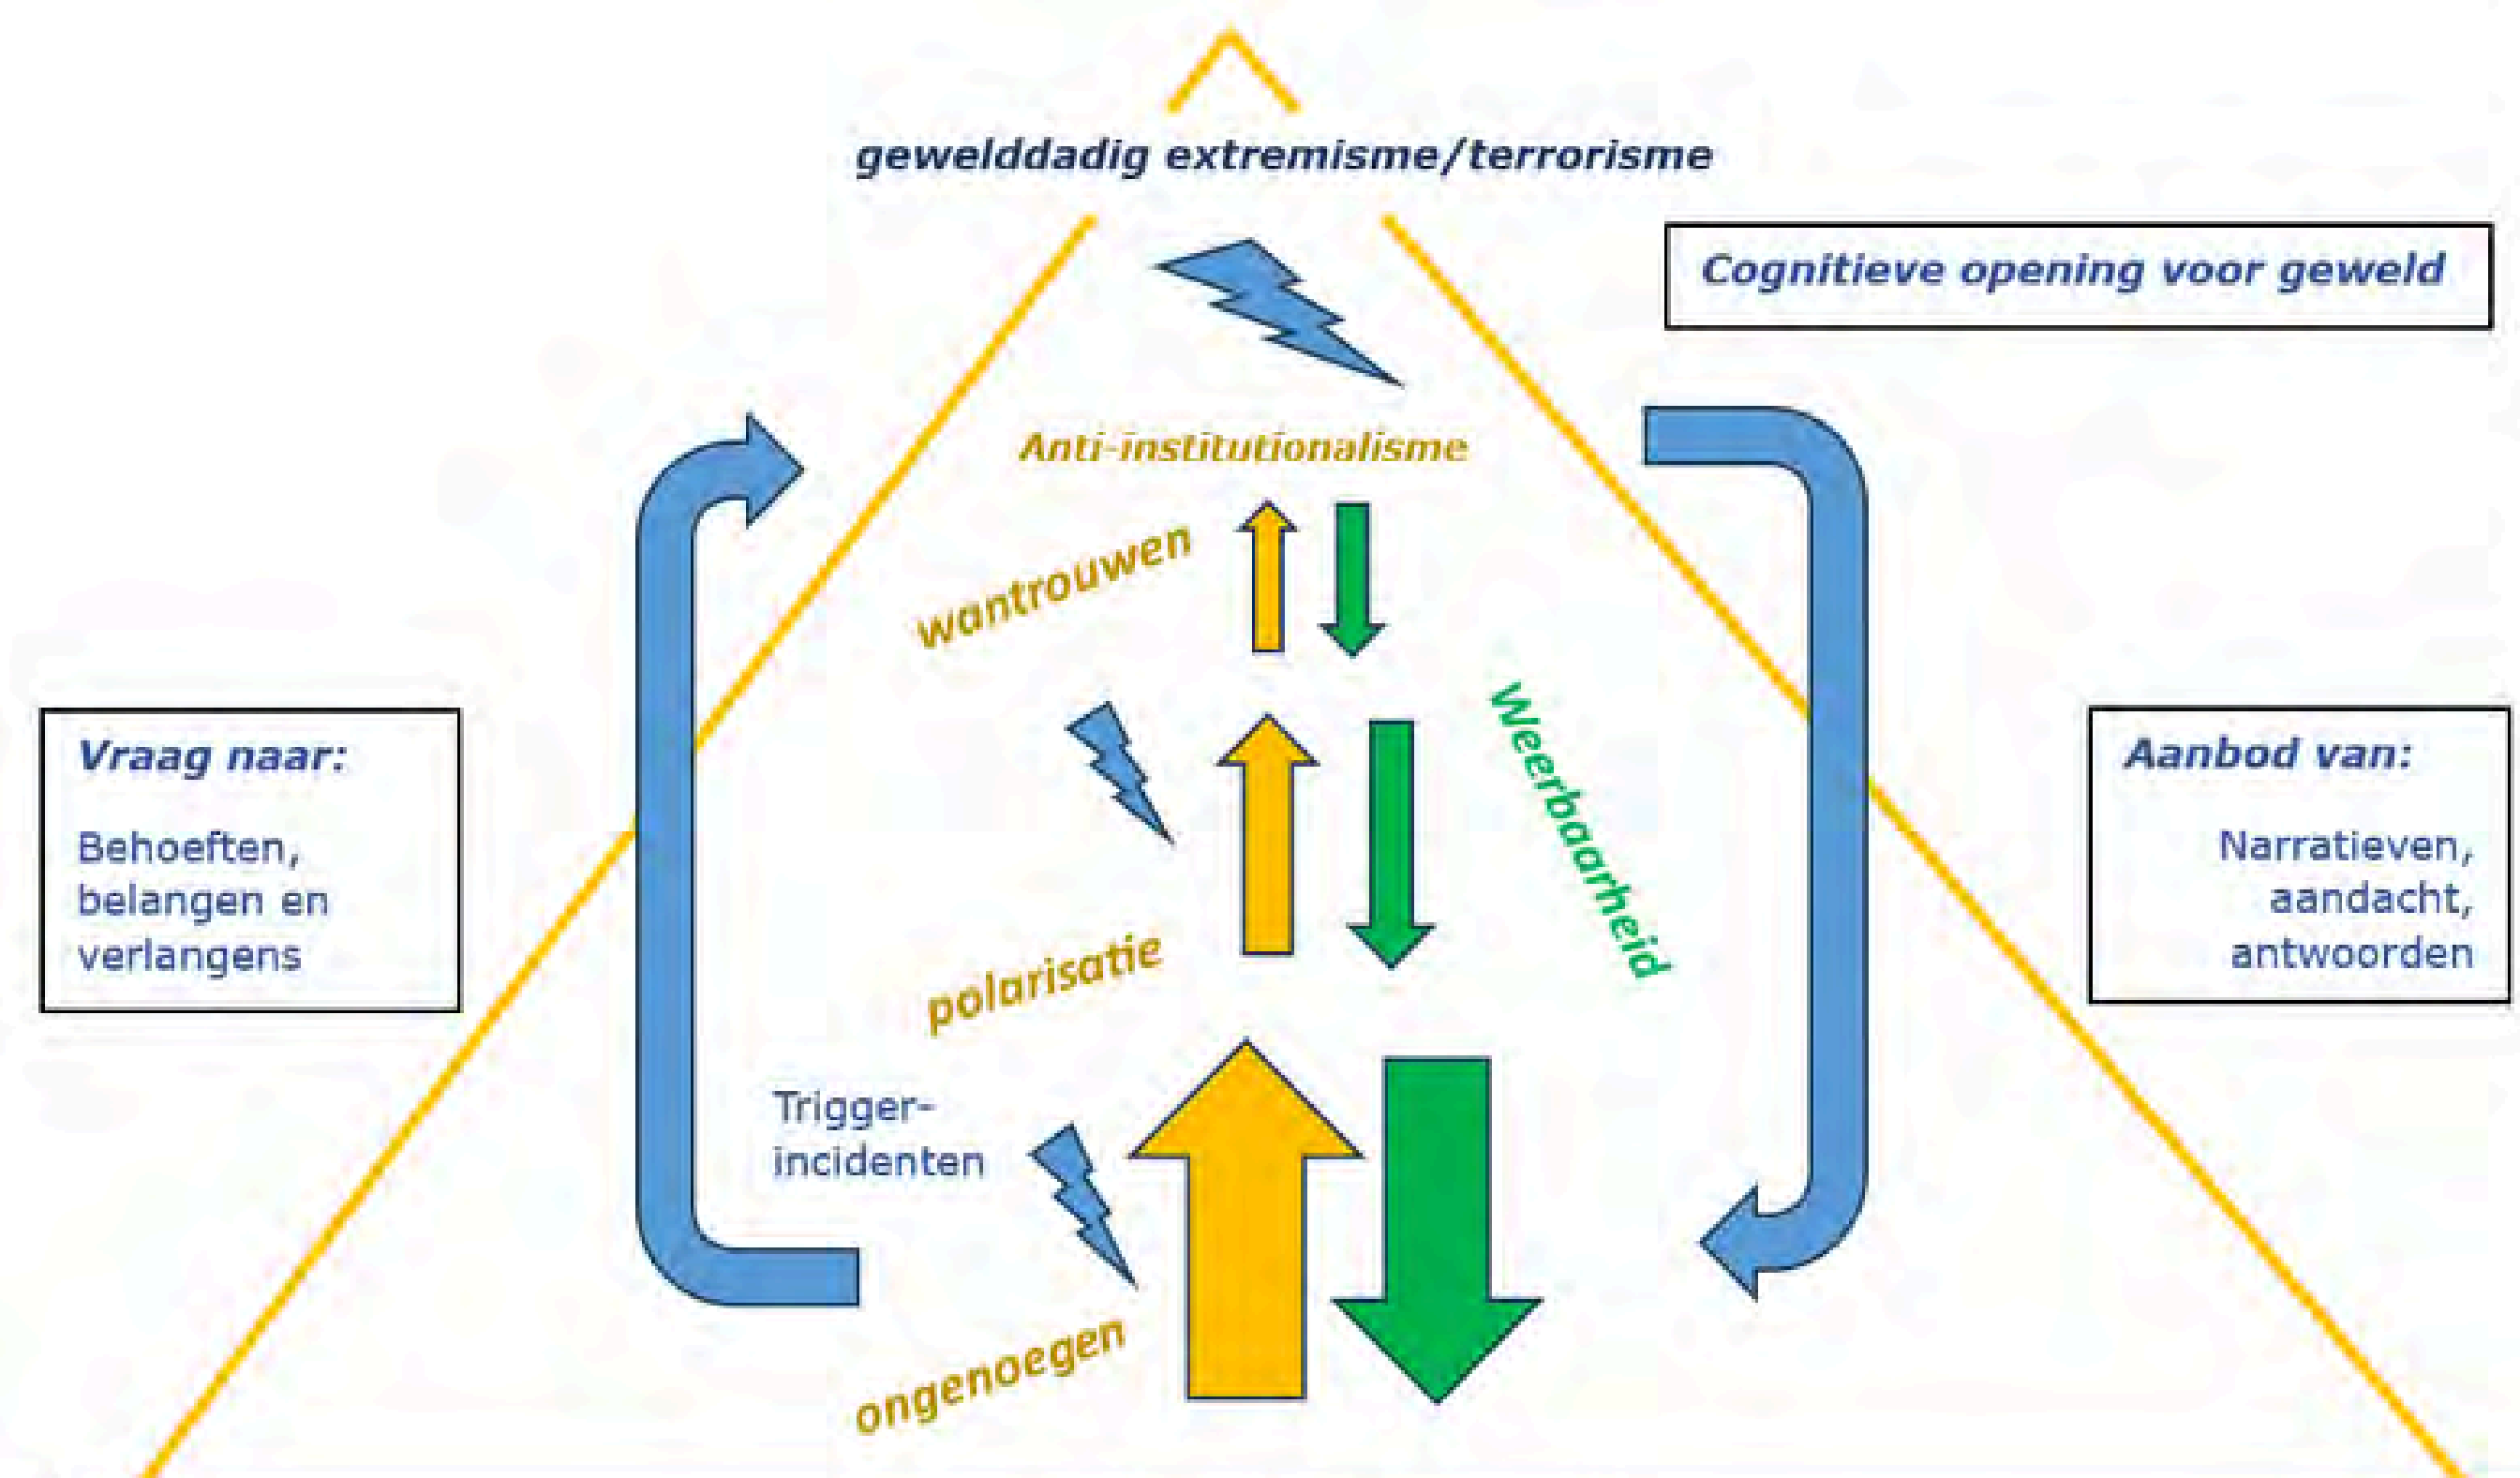 gewelddadig extremisme/terrorisme
Cognitieve opening voor geweld
Anti-institutionalisme
wantrouwen
Weerbaarheid
Vraag naar:
Behoeften,
belangen en
verlangens
Aanbod van:
Narratieven,
aandacht,
antwoorden
polarisatie
Trigger-
incidenten
ongenoegen